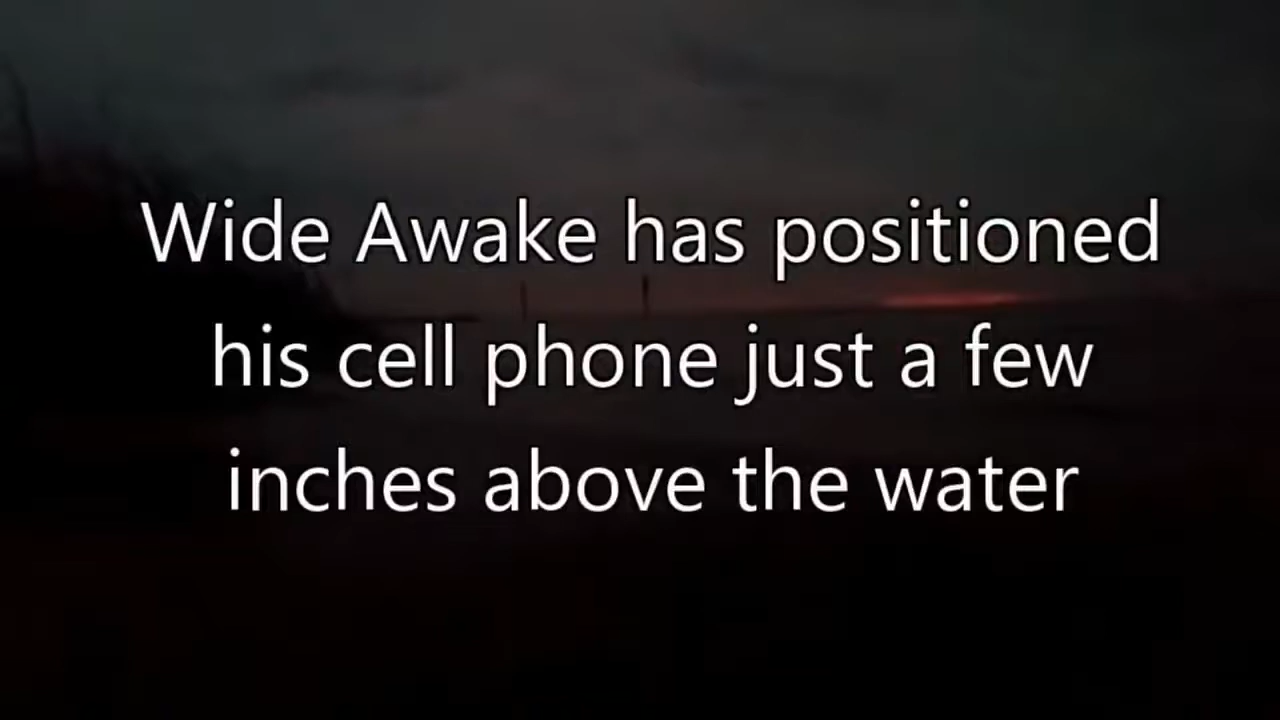 Wide Awake has positioned
his cell phone just a few
inches above the water